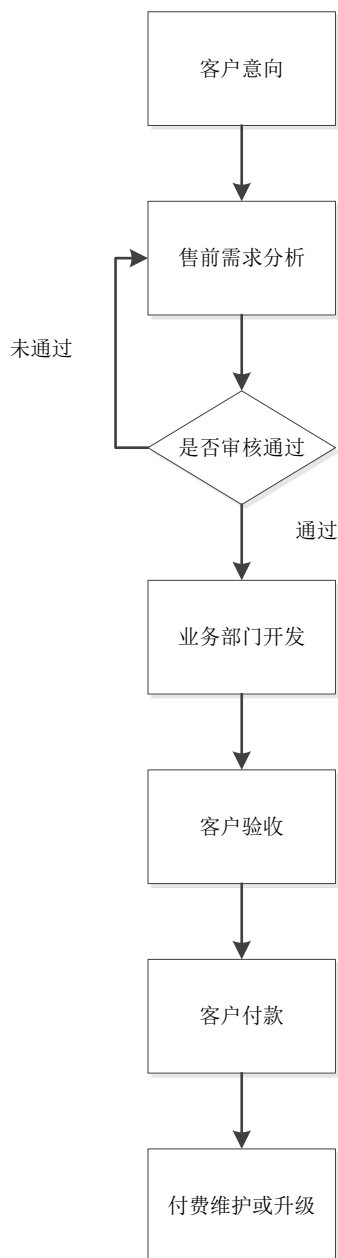 客户意向
售前需求分析
未通过
是否审核通过
通过
业务部门开发
客户验收
客户付款
付费维护或升级